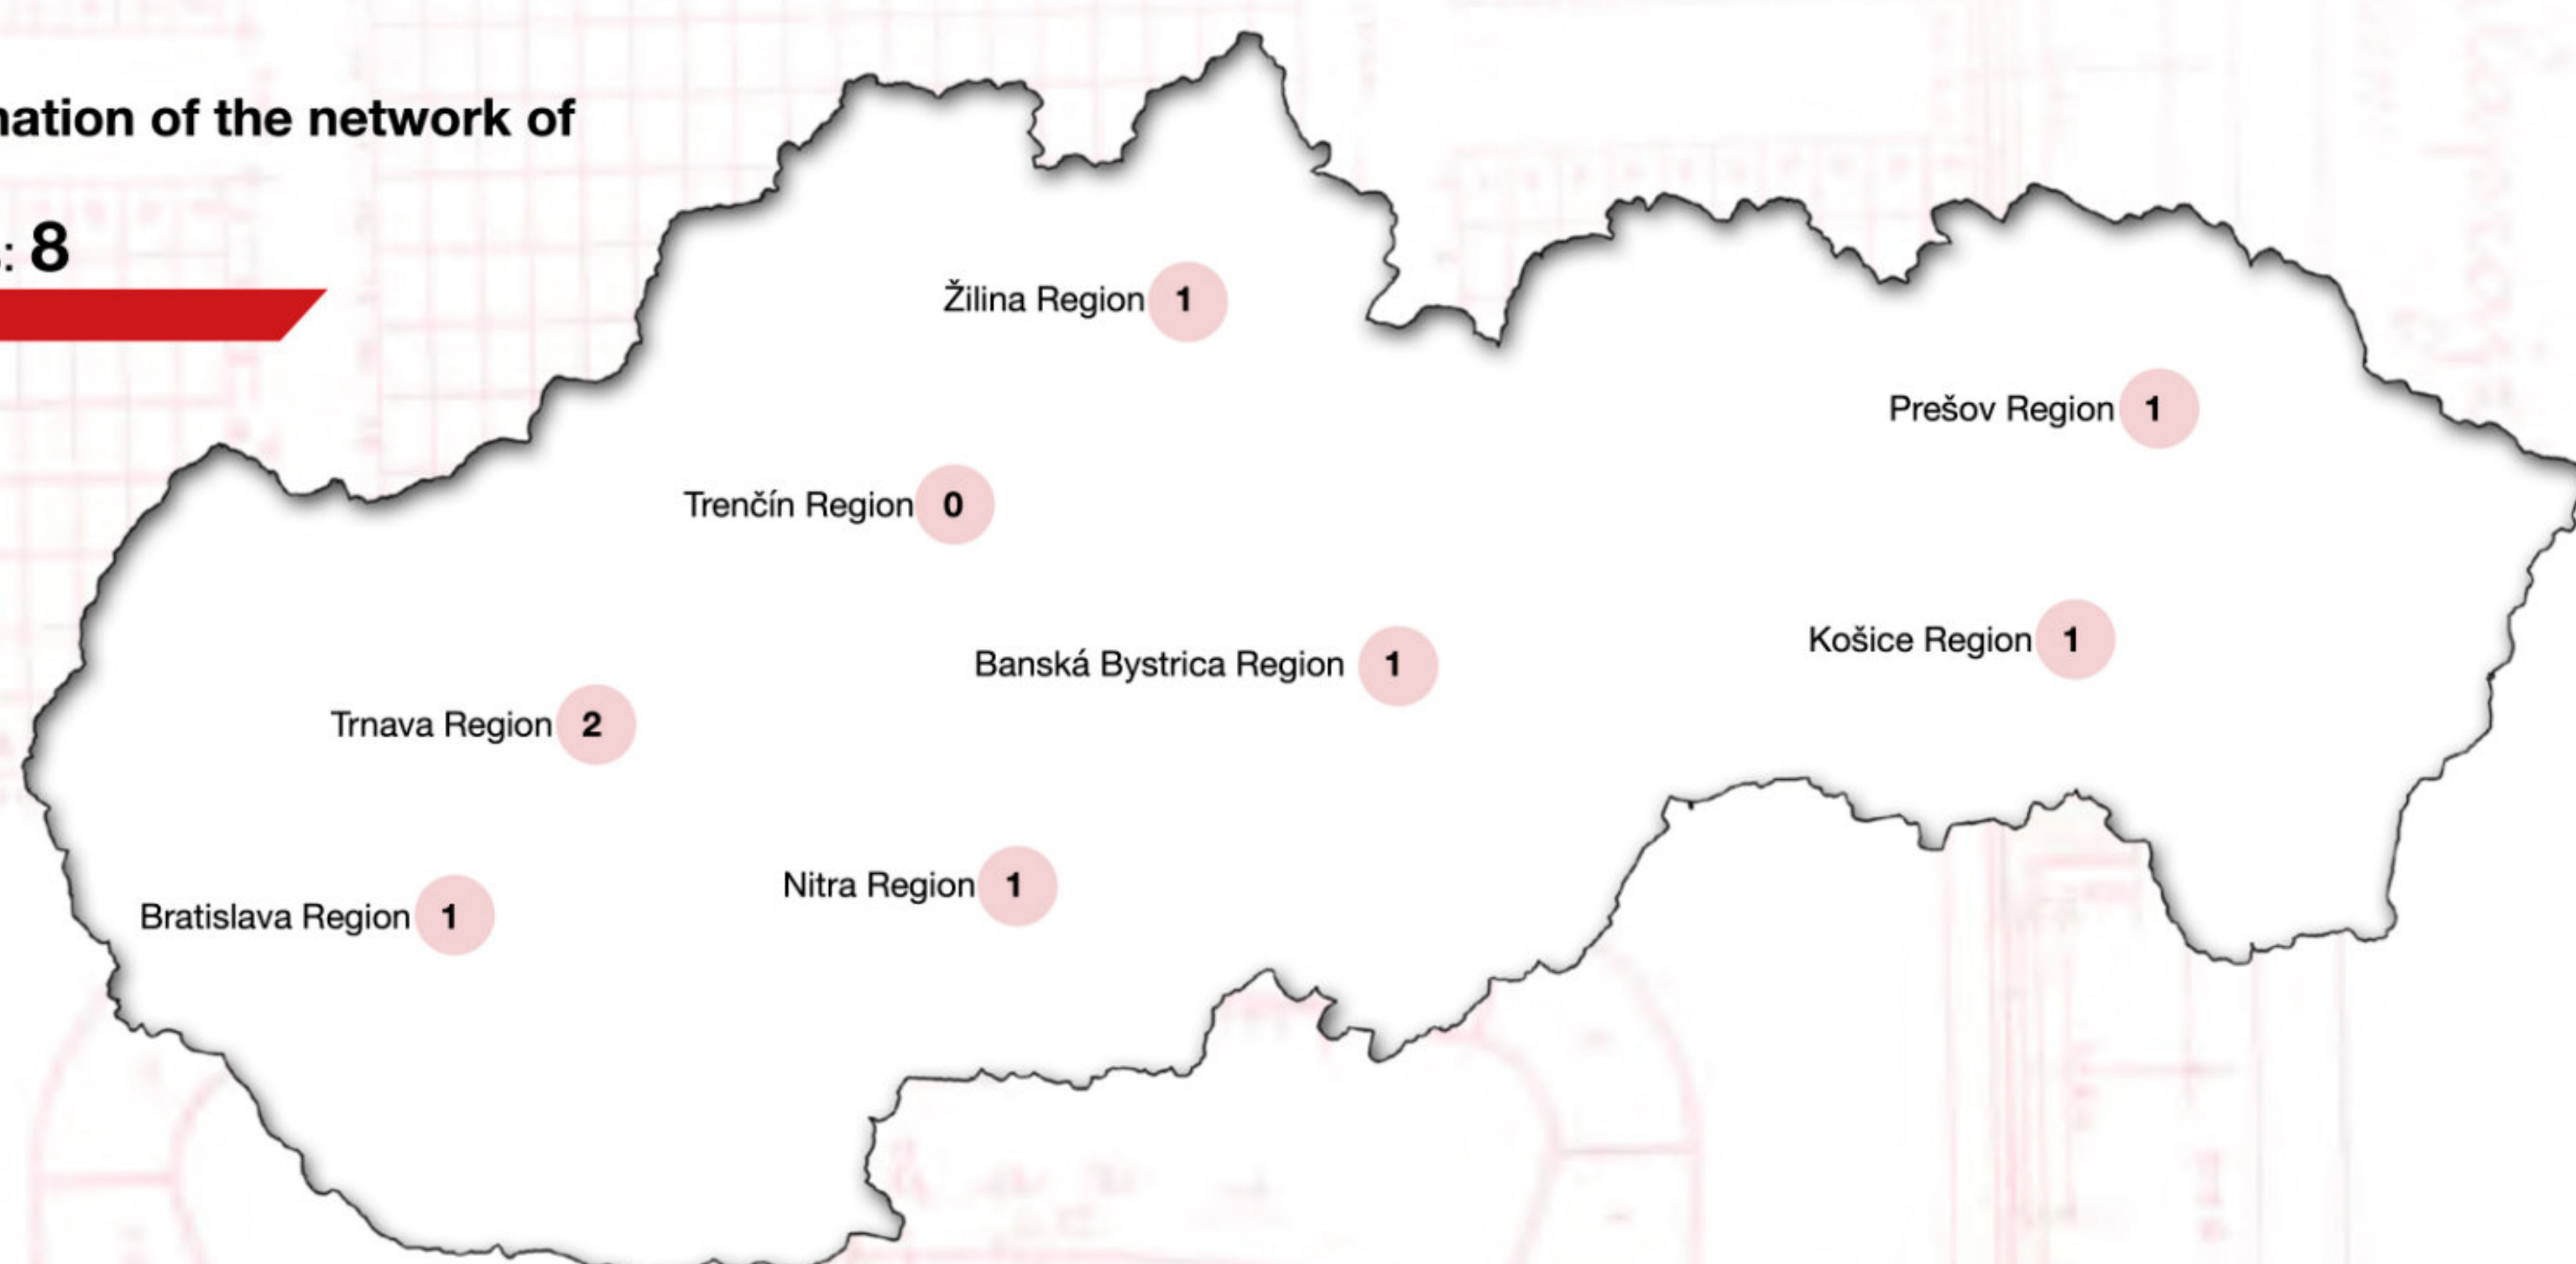 of the network of
: 8
Žilina Region 1
Prešov Region 1
Trenčín Region 0
Košice Region 1
Banská Bystrica Region 1
Trnava Region 2
Nitra Region 1
Bratislava Region 1